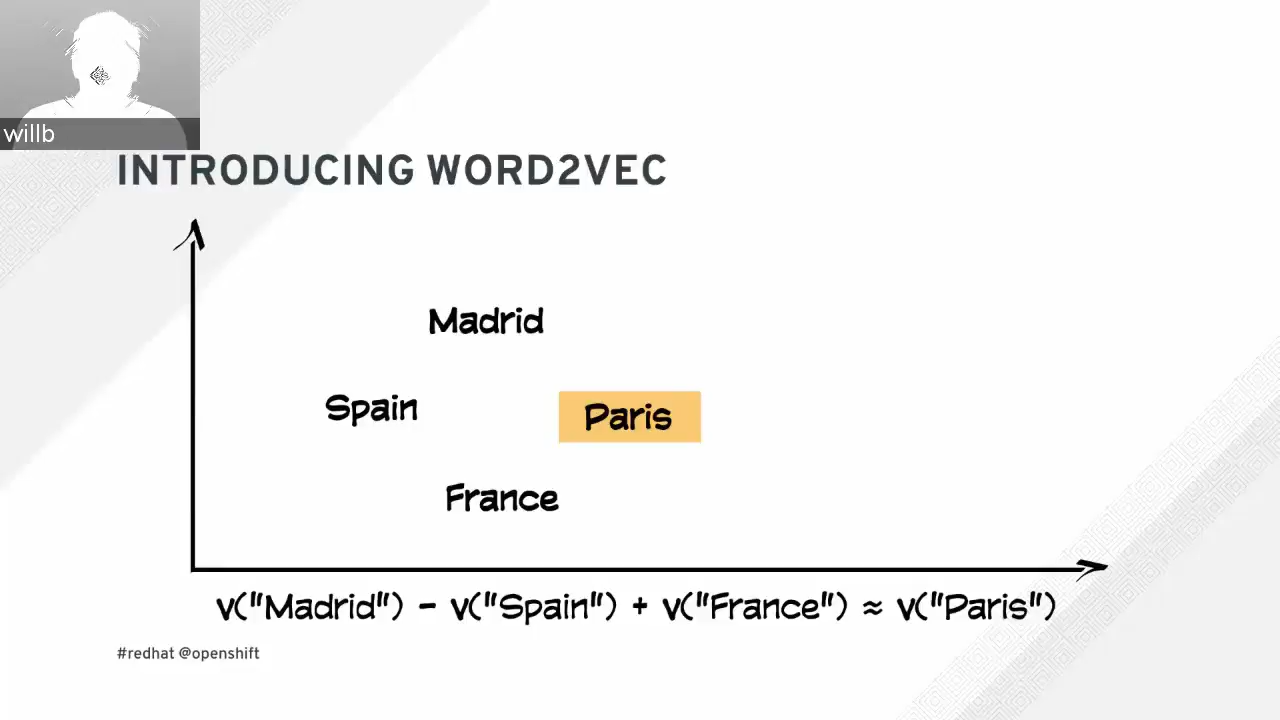 willb
INTRODUCING WORD2VEC
Madrid
Spain
Paris
France
v("Madrid") - v("Spain") + v("France") ≈ v("Paris")
#redhat @openshift